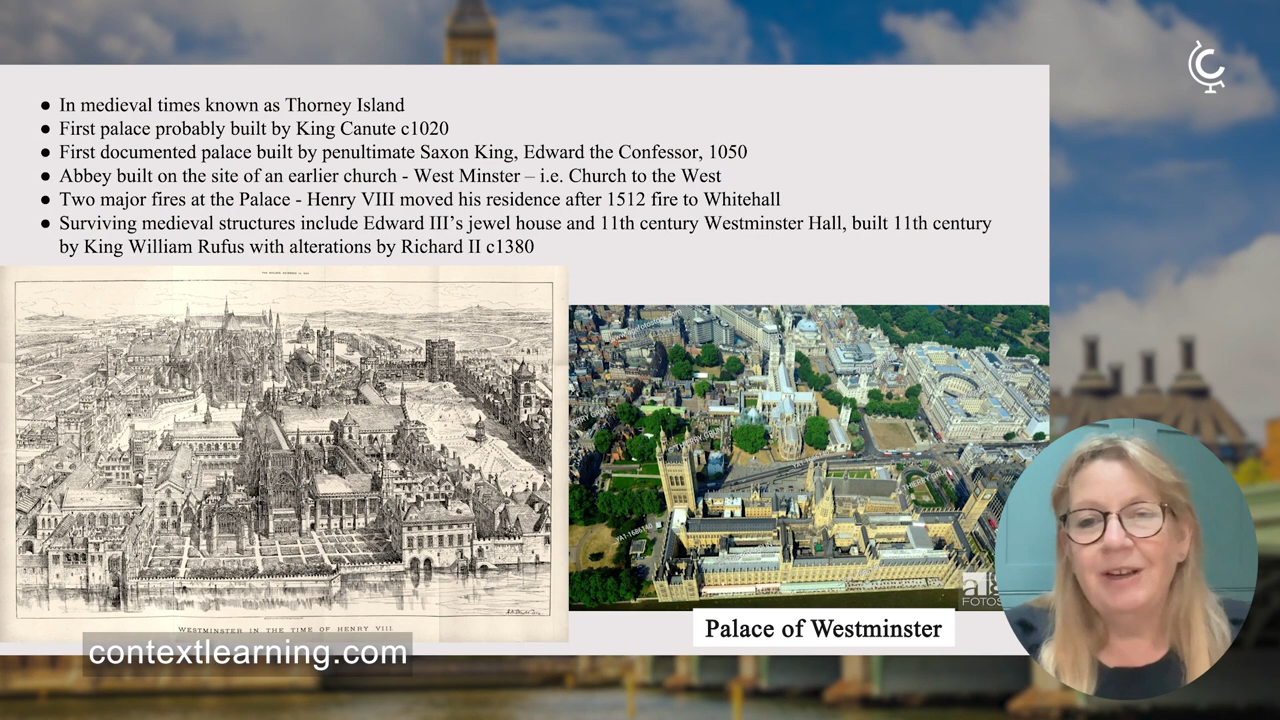 ● In medieval times known as Thorney Island
● First palace probably built by King Canute c1020
● First documented palace built by penultimate Saxon King, Edward the Confessor, 1050
● Abbey built on the site of an earlier church - West Minster – i.e. Church to the West
● Two major fires at the Palace - Henry VIII moved his residence after 1512 fire to Whitehall
● Surviving medieval structures include Edward III’s jewel house and 11th century Westminster Hall, built 11th century
by King William Rufus with alterations by Richard II c1380
WESTMINSTER IN THE TIME OF HENRY VIII.
FOTOS
Palace of Westminster
contextlearning.com